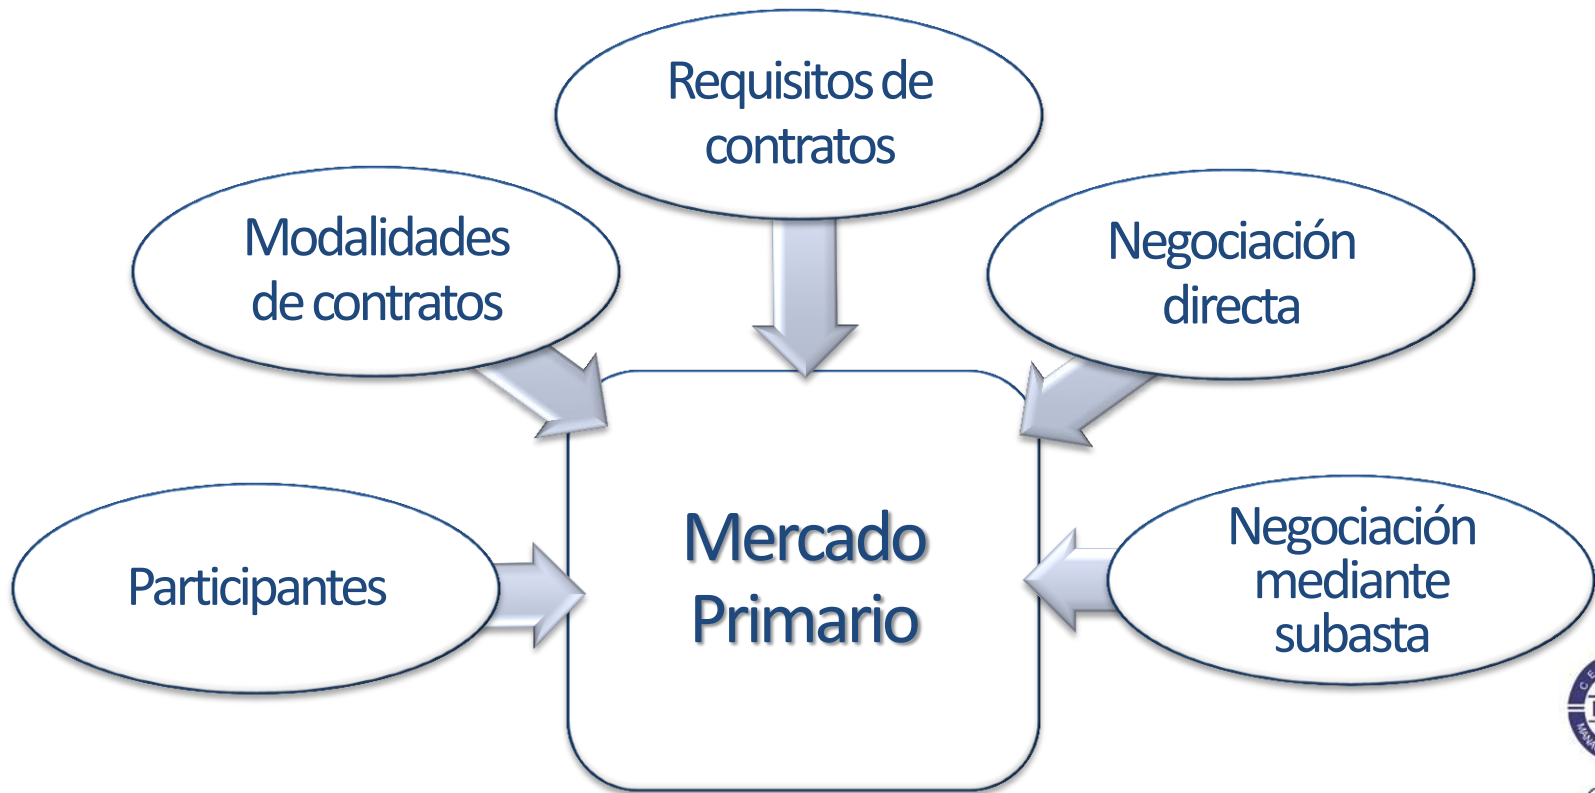 Requisitos de
contratos
Modalidades
de contratos
Negociación
directa
Participantes
Mercado
Primario
Negociación
mediante
subasta